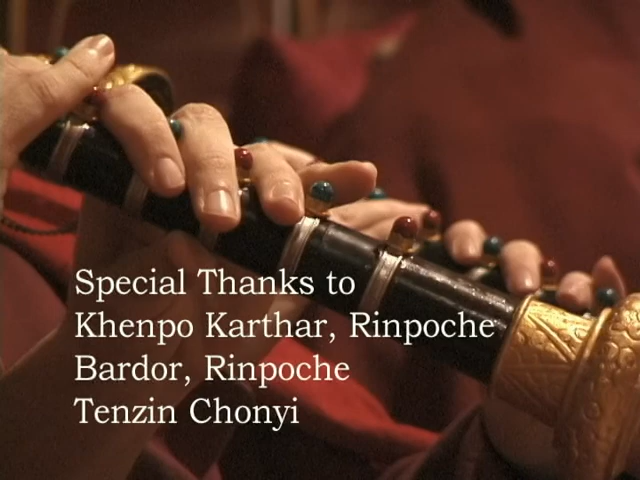 Special Thanks to
Khenpo Karthar, Rinpoche
Bardor, Rinpoche
Tenzin Chonyi